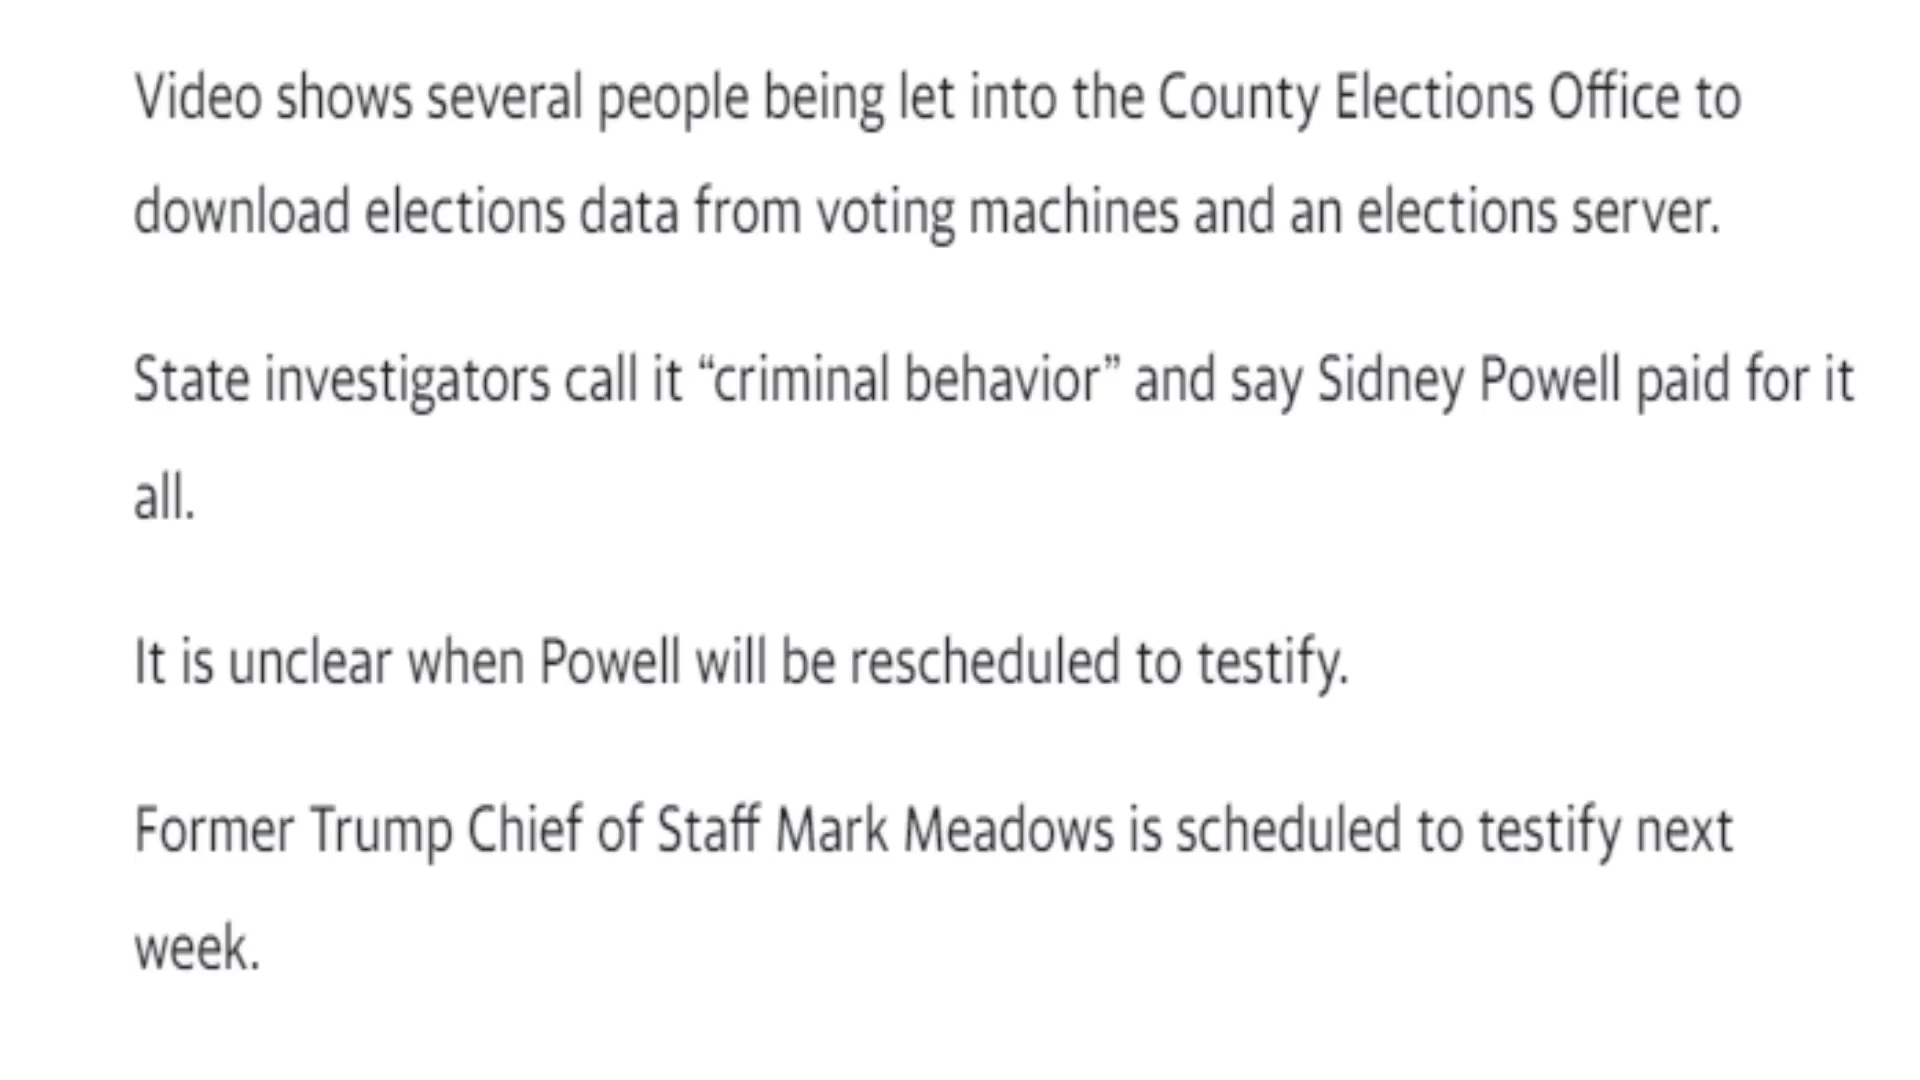 Video shows several people being let into the County Elections Office to
download elections data from voting machines and an elections server.
State investigators call it “criminal behavior” and say Sidney Powell paid for it
all.
It is unclear when Powell will be rescheduled to testify.
Former Trump Chief of Staff Mark Meadows is scheduled to testify next
week.